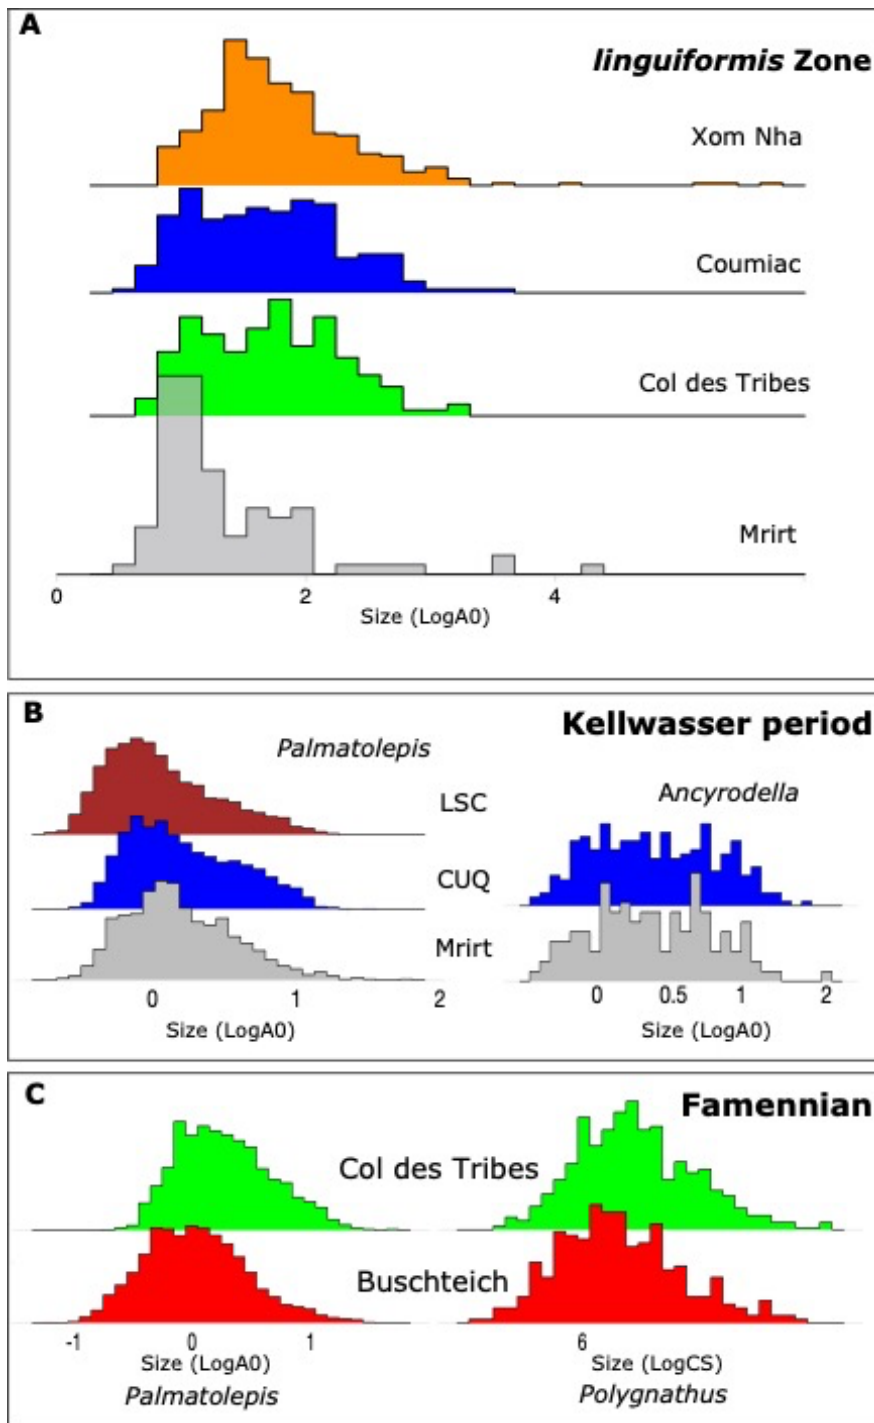 A
linguiformis Zone
Xom Nha
Coumiac
Col des Tribes
Mrirt
0 2 4
Size (LogA0)
B
Kellwasser period
Palmatolepis
Ancyrodella
LSC
CUQ
Mrirt
0 1 2
Size (LogA0)
0 0.5 1 2
Size (LogA0)
C
Famennian
Col des Tribes
Buschteich
-1 0 1
Size (LogA0)
Palmatolepis
6
Size (LogCS)
Polygnathus